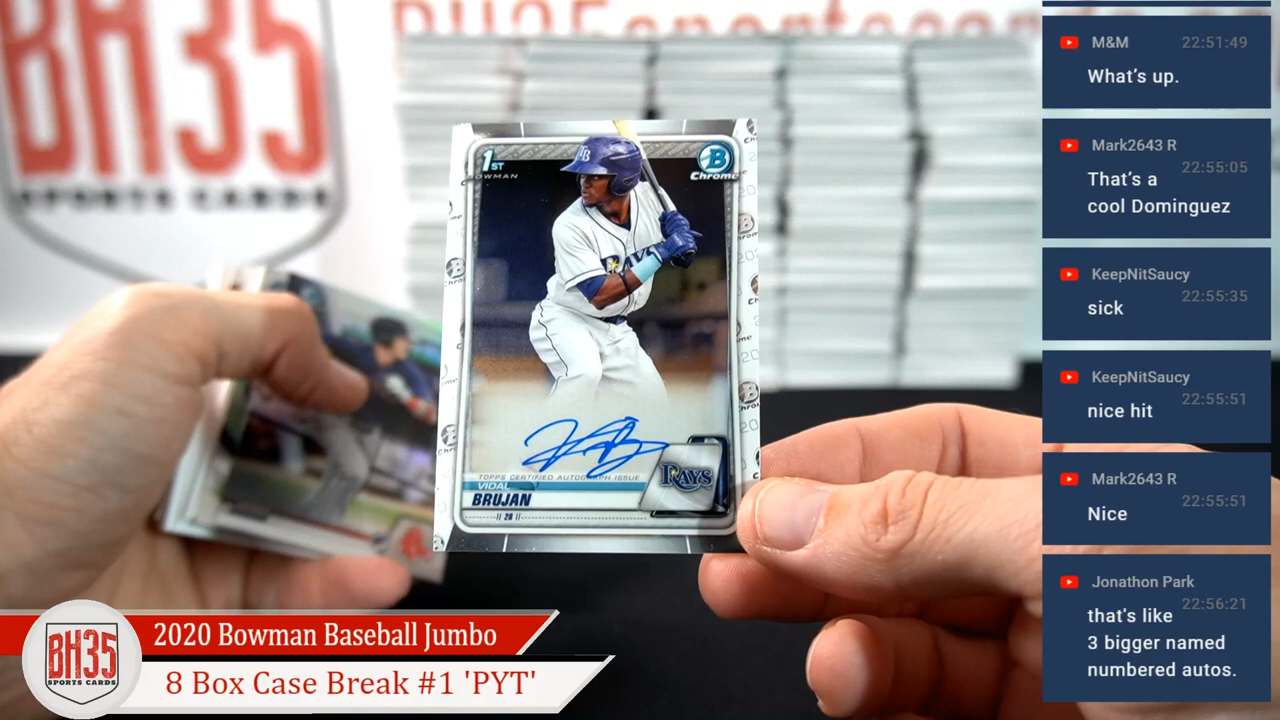 BH35
SPORTS CARDS
BH35sportscards
1ST
BOWMAN
B
Chrome
RAYS
TOPPS CERTIFIED AUTOGRAPH ISSUE
VIDAL
BRUJAN
|| 28 ||
RAYS
2020 Bowman Baseball Jumbo
8 Box Case Break #1 'PYT'
BH35
SPORTS CARDS
M&M 22:51:49
What's up.
Mark2643 R
22:55:05
That's a
cool Dominguez
KeepNitSaucy
22:55:35
sick
KeepNitSaucy
22:55:51
nice hit
Mark2643 R
22:55:51
Nice
Jonathon Park
22:56:21
that's like
3 bigger named
numbered autos.